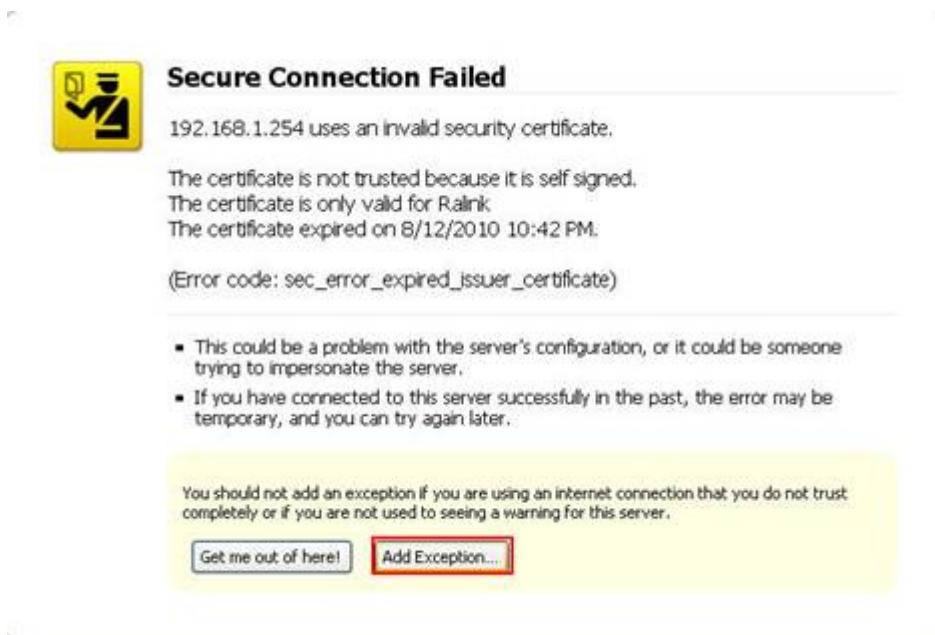 Secure Connection Failed
192.168.1.254 uses an invalid security certificate.
The certificate is not trusted because it is self signed.
The certificate is only valid for Ralink
The certificate expired on 8/12/2010 10:42 PM.
(Error code: sec_error_expired_issuer_certificate)
▪ This could be a problem with the server's configuration, or it could be someone
trying to impersonate the server.
▪ If you have connected to this server successfully in the past, the error may be
temporary, and you can try again later.
You should not add an exception if you are using an internet connection that you do not trust
completely or if you are not used to seeing a warning for this server.
Get me out of here! Add Exception...